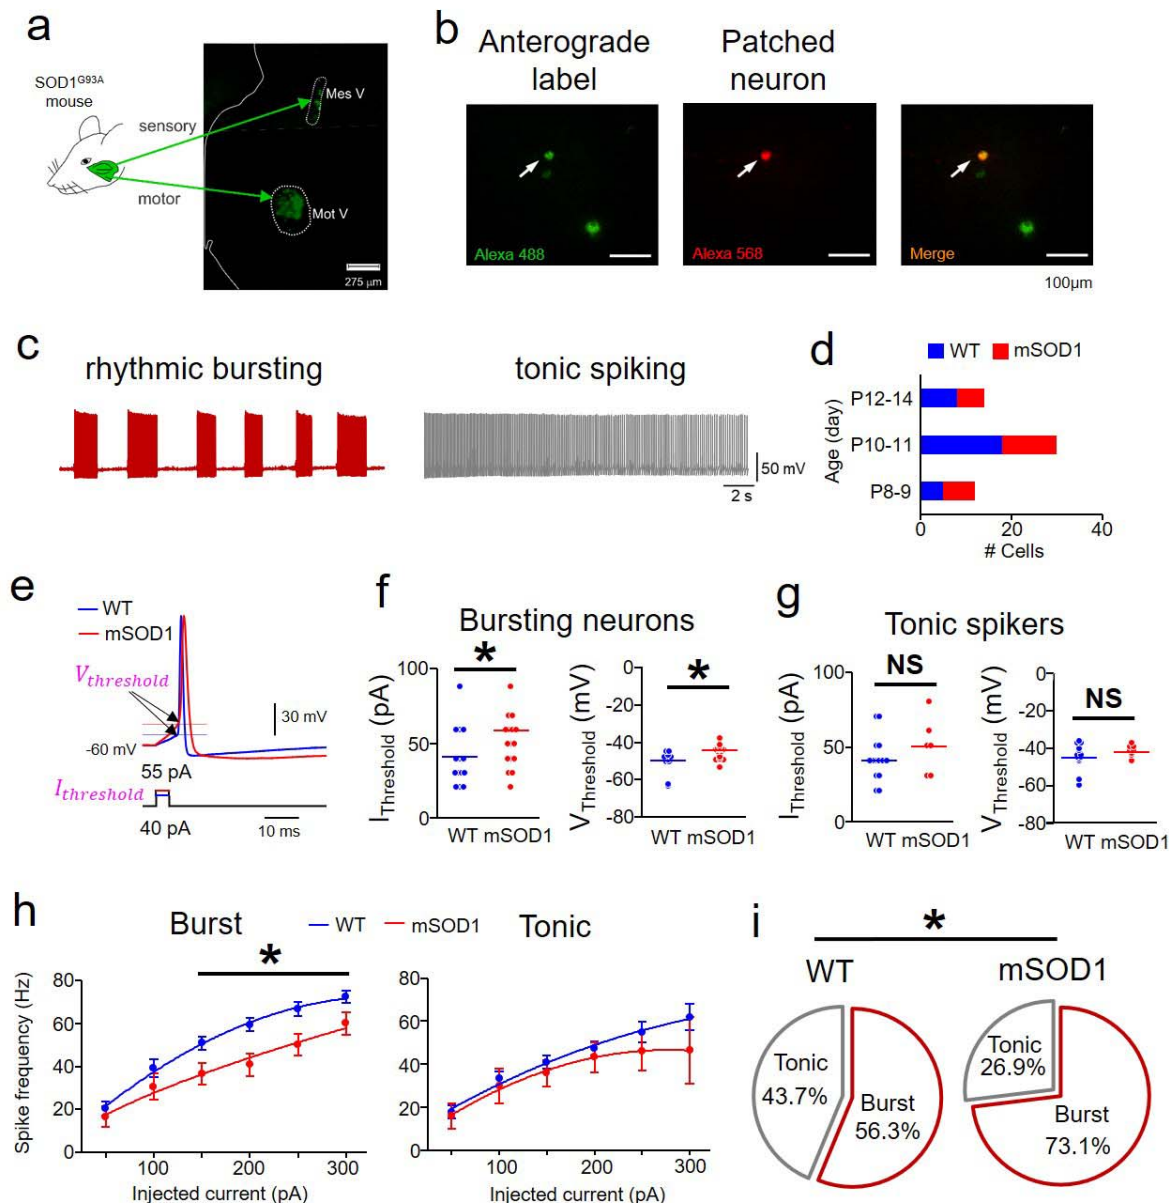 a
SOD1G93A
mouse
sensory
motor
Mes V
Mot V
275 µm
b
Anterograde
label
Patched
neuron
Alexa 488
Alexa 568
Merge
100µm
c
rhythmic bursting
tonic spiking
50 mV
2 s
d
WT
mSOD1
Age (day)
P12-14
P10-11
P8-9
0
20
40
# Cells
e
WT
mSOD1
Vthreshold
30 mV
-60 mV
55 pA
Ithreshold
40 pA
10 ms
f
Bursting neurons
*
IThreshold (pA)
100
50
0
WT mSOD1
*
VThreshold (mV)
0
-20
-40
-60
-80
WT mSOD1
g
Tonic spikers
NS
IThreshold (pA)
100
50
0
WT mSOD1
NS
VThreshold (mV)
0
-20
-40
-60
-80
WT mSOD1
h
Burst
WT
mSOD1
Tonic
*
Spike frequency (Hz)
80
60
40
20
0
100
200
300
Injected current (pA)
80
60
40
20
0
100
200
300
Injected current (pA)
i
*
WT
mSOD1
Tonic
43.7%
Burst
56.3%
Tonic
26.9%
Burst
73.1%